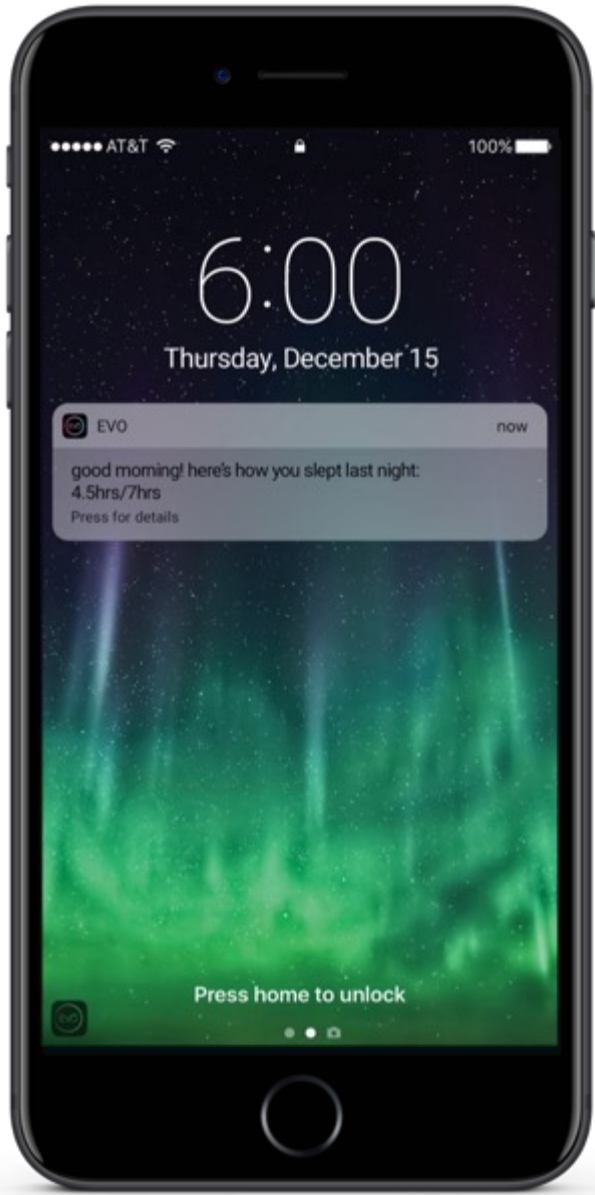 AT&T 100%
6:00
Thursday, December 15
EVO now
good morning! here's how you slept last night:
4.5hrs/7hrs
Press for details
Press home to unlock
EVO